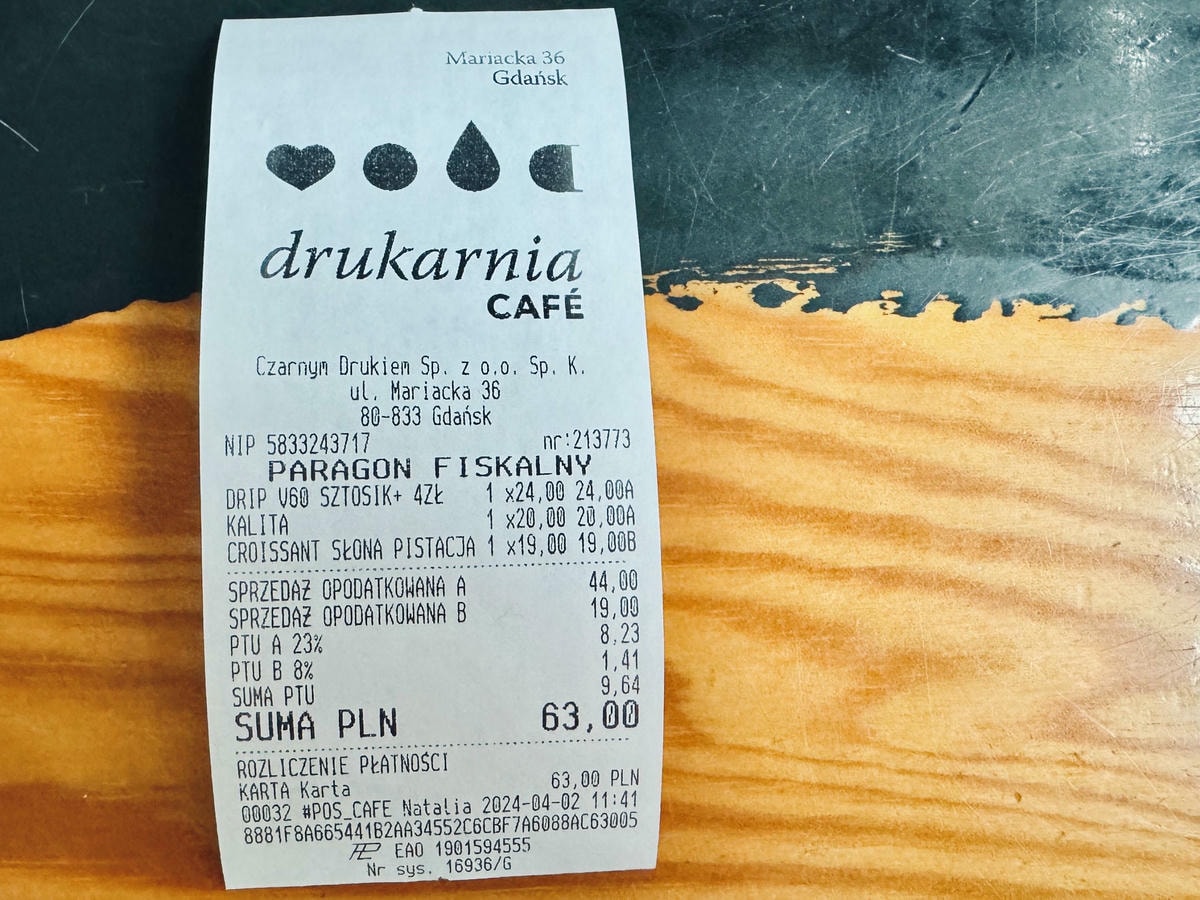 Mariacka 36
Gdańsk
drukarnia
CAFÉ
Czarnym Drukiem Sp. z o.o. Sp. K.
ul. Mariacka 36
80-833 Gdańsk
NIP 5833243717 nr:213773
PARAGON FISKALNY
DRIP V60 SZTOSIK+ 4ZŁ 1 x24,00 24,00A
KALITA 1 x20,00 20,00A
CROISSANT SŁONA PISTACJA 1 x19,00 19,00B
SPRZEDAŻ OPODATKOWANA A 44,00
SPRZEDAŻ OPODATKOWANA B 19,00
PTU A 23% 8,23
PTU B 8% 1,41
SUMA PTU 9,64
SUMA PLN 63,00
ROZLICZENIE PŁATNOŚCI
KARTA Karta 63,00 PLN
00032 #POS_CAFE Natalia 2024-04-02 11:41
8881F8A665441B2AA34552C6CBF7A6088AC63005
EAO 1901594555
Nr sys. 16936/G